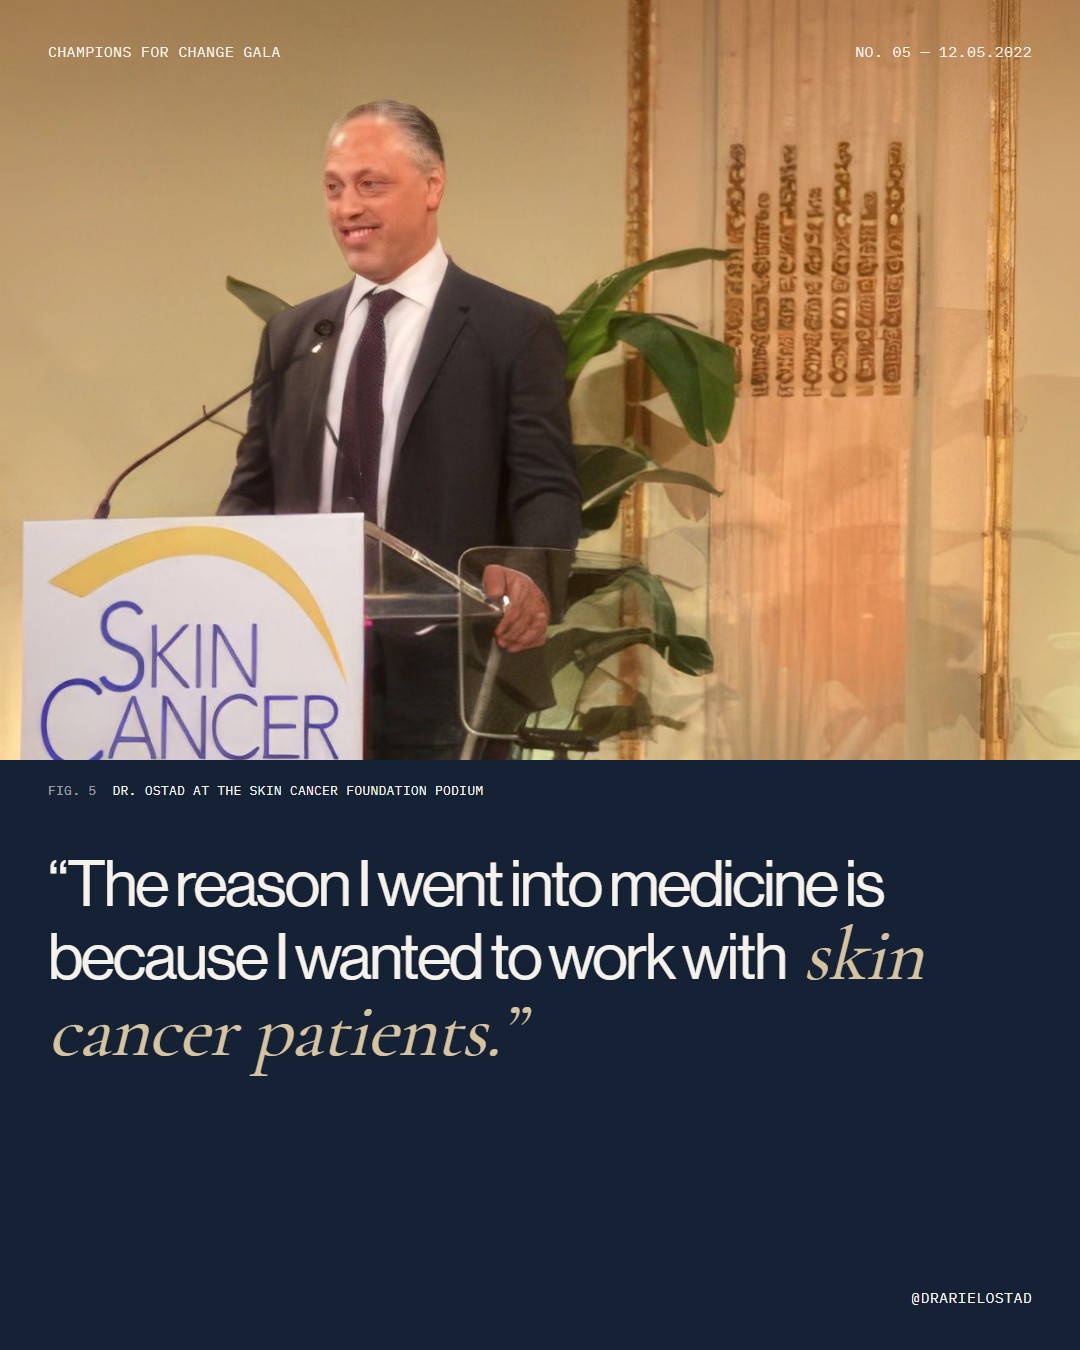 CHAMPIONS FOR CHANGE GALA
NO. 05 — 12.05.2022
SKIN
CANCER
FIG. 5 DR. OSTAD AT THE SKIN CANCER FOUNDATION PODIUM
“The reason I went into medicine is
because I wanted to work with skin
cancer patients.”
@DRARIELOSTAD